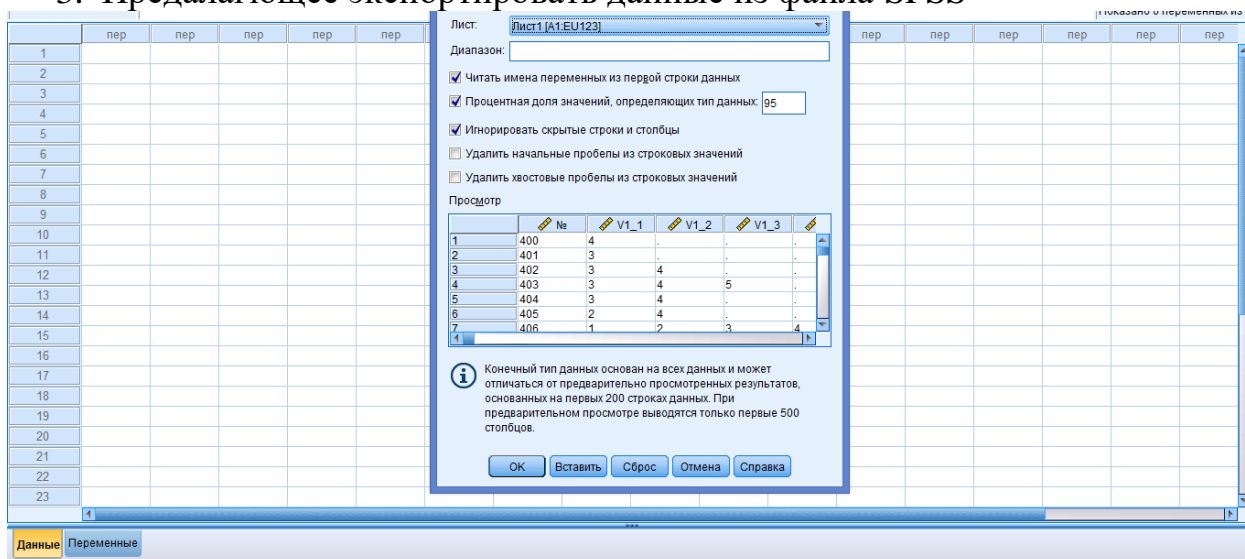 3. Предалагающее экспортировать данные из файла SPSS
Показано 0 переменных из
пер пер пер пер пер пер пер пер пер пер пер
Лист: Лист1 [A1:EU123]
Диапазон:
Читать имена переменных из первой строки данных
Процентная доля значений, определяющих тип данных: 95
Игнорировать скрытые строки и столбцы
Удалить начальные пробелы из строковых значений
Удалить хвостовые пробелы из строковых значений
Просмотр
№ V1_1 V1_2 V1_3
1 400 4 . . .
2 401 3 . . .
3 402 3 4 . .
4 403 3 4 5 .
5 404 3 4 . .
6 405 2 4 . .
7 406 1 2 3 4
Конечный тип данных основан на всех данных и может
отличаться от предварительно просмотренных результатов,
основанных на первых 200 строках данных. При
предварительном просмотре выводятся только первые 500
столбцов.
ОК Вставить Сброс Отмена Справка
1
2
3
4
5
6
7
8
9
10
11
12
13
14
15
16
17
18
19
20
21
22
23
Данные Переменные